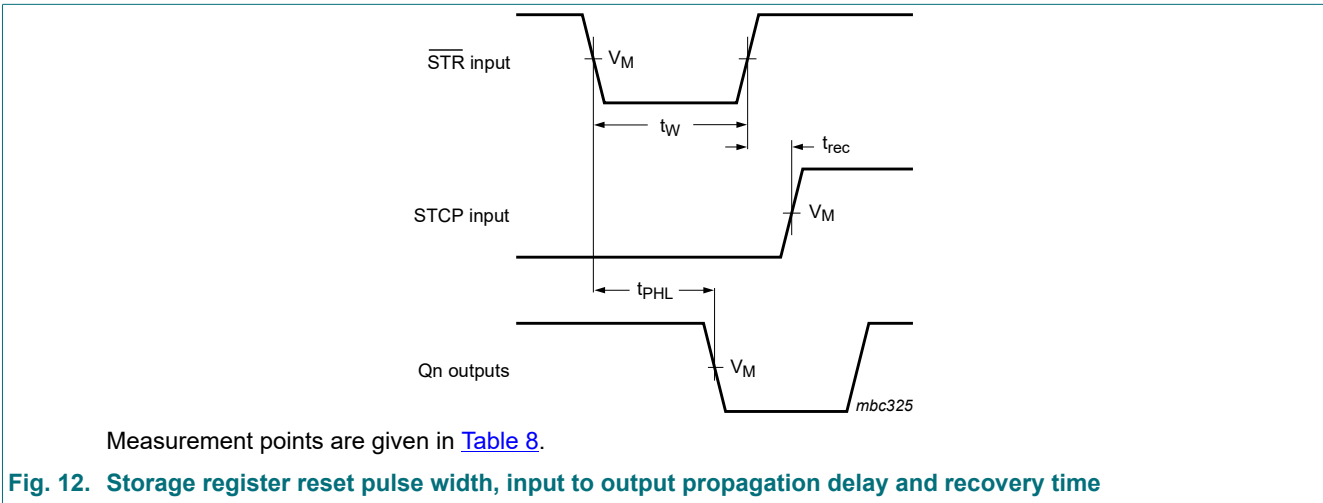 STR input
VM
tW
trec
STCP input
VM
tPHL
Qn outputs
VM
mbc325
Measurement points are given in Table 8.
Fig. 12. Storage register reset pulse width, input to output propagation delay and recovery time